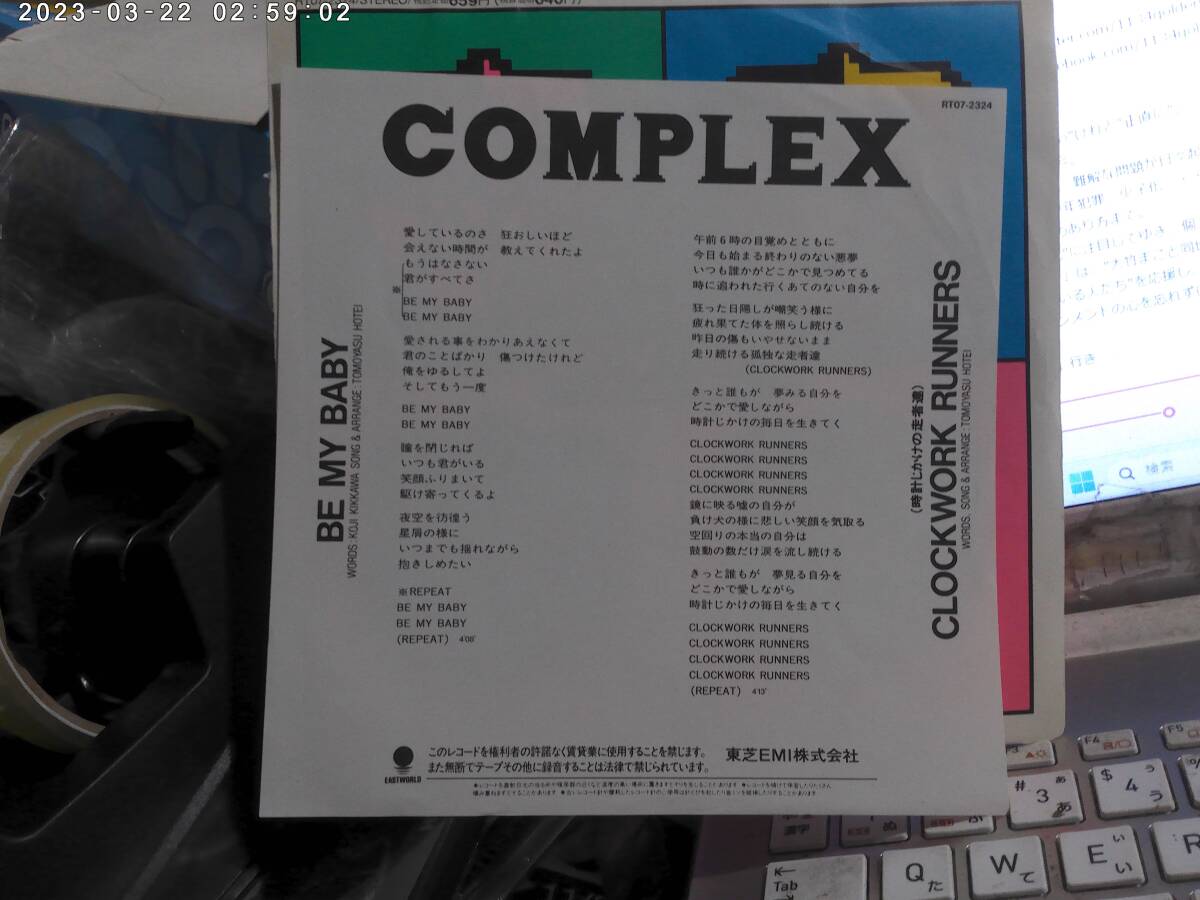 2023-03-22 02:59:02
RT07-2324
COMPLEX
BE MY BABY
WORDS: KOJI KIKKAWA SONG & ARRANGE: TOMOYASU HOTEI
愛しているのさ 狂おしいほど
会えない時間が 教えてくれたよ
※
もうはなさない
君がすべてさ
BE MY BABY
BE MY BABY
愛される事をわかりあえなくて
君のことばかり 傷つけたけれど
俺をゆるしてよ
そしてもう一度
BE MY BABY
BE MY BABY
瞳を閉じれば
いつも君がいる
笑顔ふりまいて
駆け寄ってくるよ
夜空を彷徨う
星屑の様に
いつまでも揺れながら
抱きしめたい
※REPEAT
BE MY BABY
BE MY BABY
(REPEAT) 4'08"
午前6時の目覚めとともに
今日も始まる終わりのない悪夢
いつも誰かがどこかで見つめてる
時に追われた行くあてのない自分を
狂った日隠しが嘲笑う様に
疲れ果てた体を照らし続ける
昨日の傷もいやせないまま
走り続ける孤独な走者達
(CLOCKWORK RUNNERS)
きっと誰もが 夢みる自分を
どこかで愛しながら
時計じかけの毎日を生きてく
CLOCKWORK RUNNERS
CLOCKWORK RUNNERS
CLOCKWORK RUNNERS
CLOCKWORK RUNNERS
鏡に映る嘘の自分が
負け犬の様に悲しい笑顔を気取る
空回りの本当の自分は
鼓動の数だけ涙を流し続ける
きっと誰もが 夢見る自分を
どこかで愛しながら
時計じかけの毎日を生きてく
CLOCKWORK RUNNERS
CLOCKWORK RUNNERS
CLOCKWORK RUNNERS
CLOCKWORK RUNNERS
(REPEAT) 4'13"
(時計じかけの走者達)
CLOCKWORK RUNNERS
WORDS. SONG & ARRANGE: TOMOYASU HOTEI
EASTWORLD
このレコードを権利者の許諾なく賃貸業に使用することを禁じます。
また無断でテープその他に録音することは法律で禁じられています。
東芝EMI株式会社
検索
行き
F4
F5
# 3 あ
$ 4 う
Tab
Q た
W て
E い
R